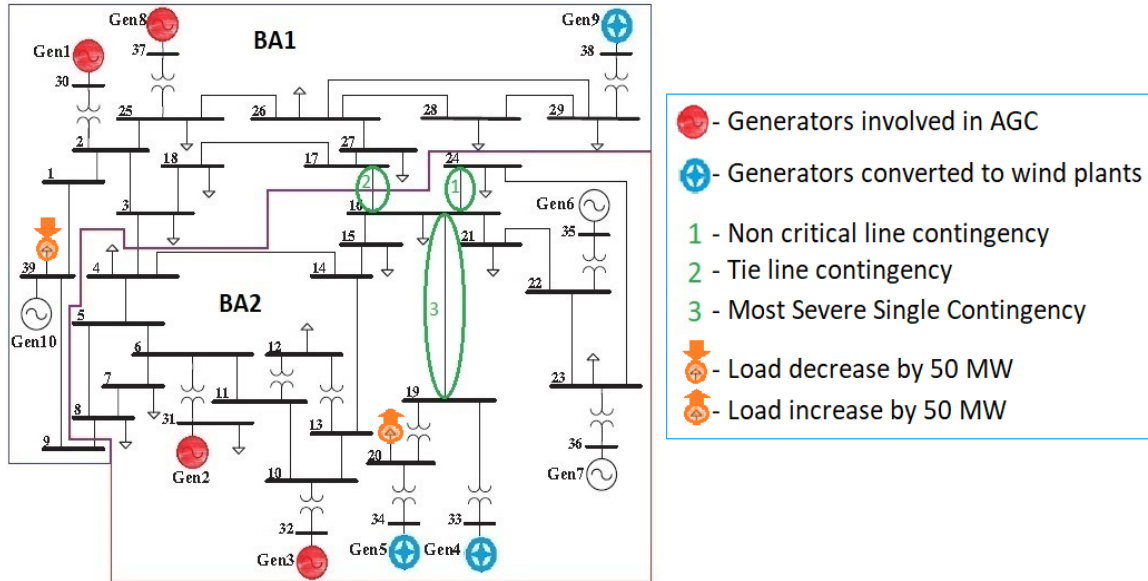 Gen8
Gen9
BA1
Gen1
37
38
30
25
26
28
29
2
18
17
27
24
1
2
1
16
Gen6
3
15
21
35
39
4
14
22
Gen10
5
BA2
3
6
12
7
11
19
23
8
31
13
9
20
36
Gen2
10
Gen7
32
34
33
Gen3
Gen5
Gen4
- Generators involved in AGC
- Generators converted to wind plants
1 - Non critical line contingency
2 - Tie line contingency
3 - Most Severe Single Contingency
- Load decrease by 50 MW
- Load increase by 50 MW